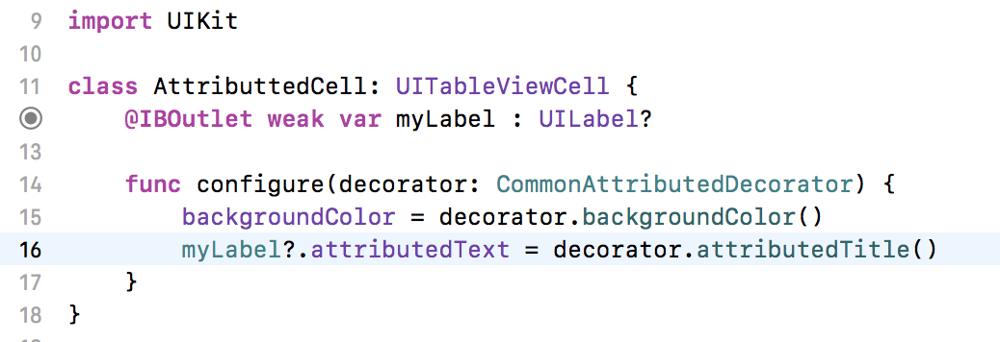 9 import UIKit
10
11 class AttributtedCell: UITableViewCell {
@IBOutlet weak var myLabel : UILabel?
13
14 func configure(decorator: CommonAttributedDecorator) {
15 backgroundColor = decorator.backgroundColor()
16 myLabel?.attributedText = decorator.attributedTitle()
17 }
18 }